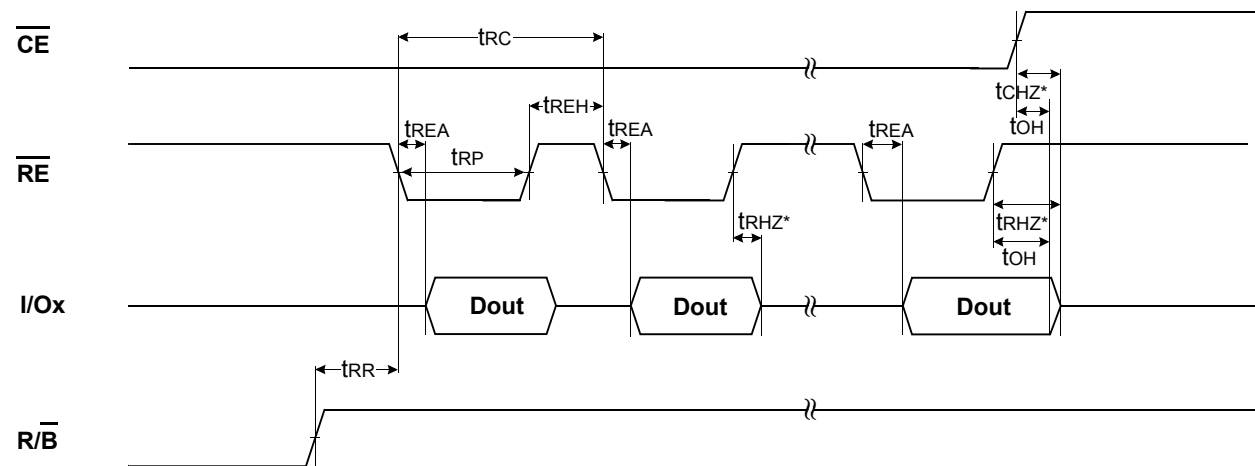 CE
tRC
tCHZ*
tREH
tREA
tREA
tREA
tOH
RE
tRP
tRHZ*
tRHZ*
tOH
I/Ox
Dout
Dout
Dout
tRR
R/B